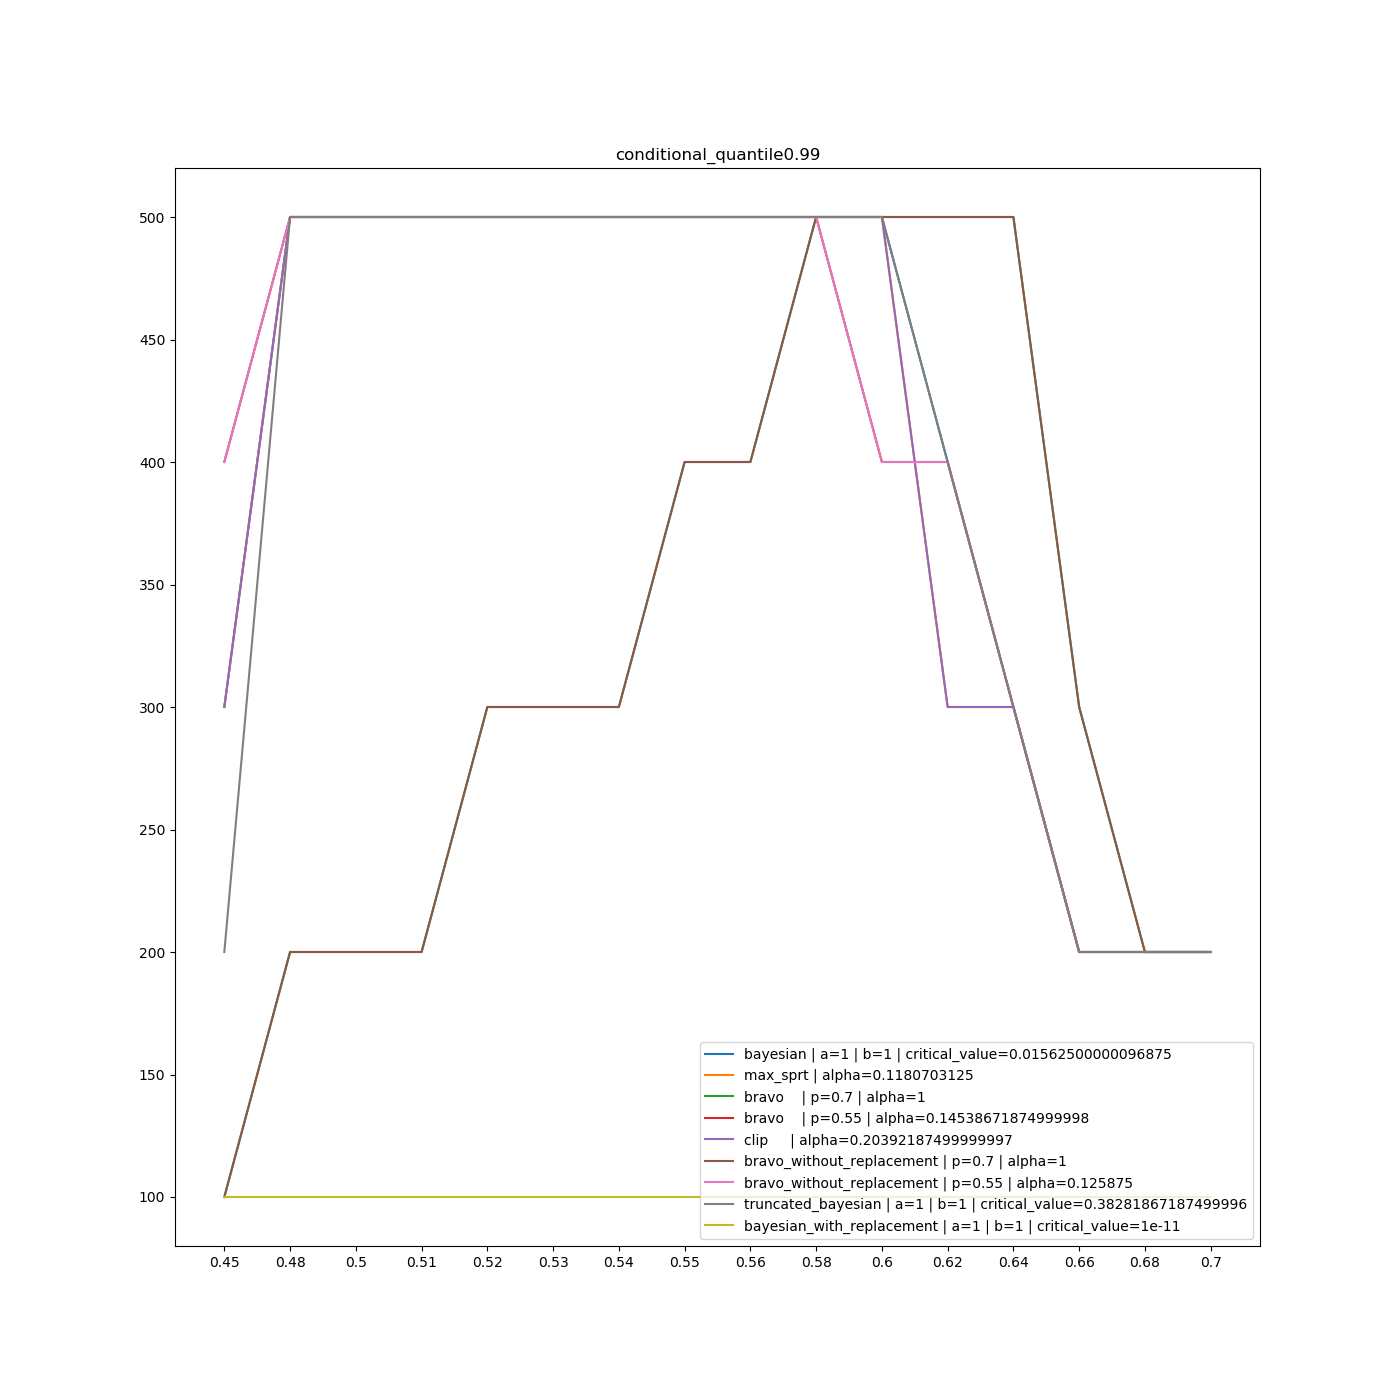 conditional_quantile0.99
500
450
400
350
300
250
200
150
100
bayesian | a=1 | b=1 | critical_value=0.01562500000096875
max_sprt | alpha=0.1180703125
bravo    | p=0.7 | alpha=1
bravo    | p=0.55 | alpha=0.14538671874999998
clip     | alpha=0.20392187499999997
bravo_without_replacement | p=0.7 | alpha=1
bravo_without_replacement | p=0.55 | alpha=0.125875
truncated_bayesian | a=1 | b=1 | critical_value=0.38281867187499996
bayesian_with_replacement | a=1 | b=1 | critical_value=1e-11
0.45 0.48 0.5 0.51 0.52 0.53 0.54 0.55 0.56 0.58 0.6 0.62 0.64 0.66 0.68 0.7